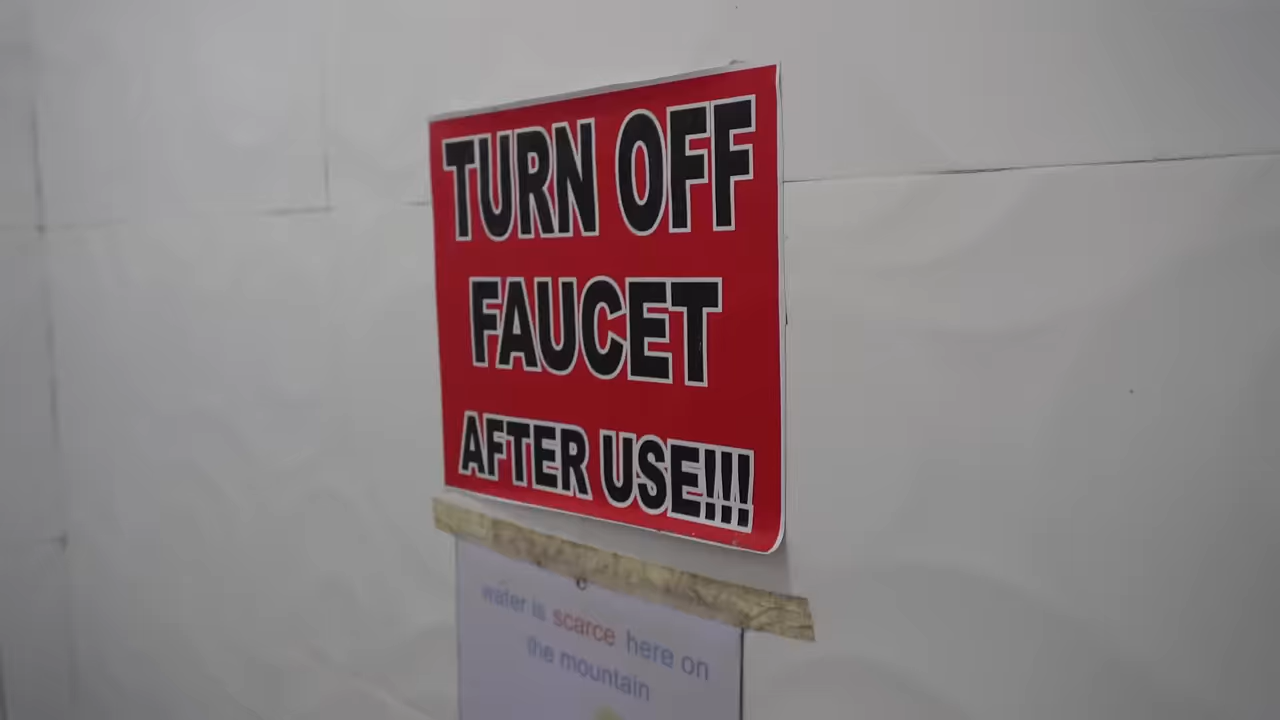 TURN OFF
FAUCET
AFTER USE!!!
water is scarce here on
the mountain